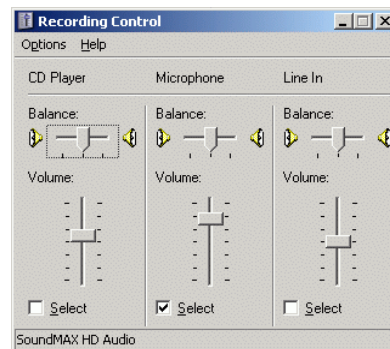 Recording Control
Options Help
CD Player Microphone Line In
Balance: Balance: Balance:
Volume: Volume: Volume:
Select Select Select
SoundMAX HD Audio